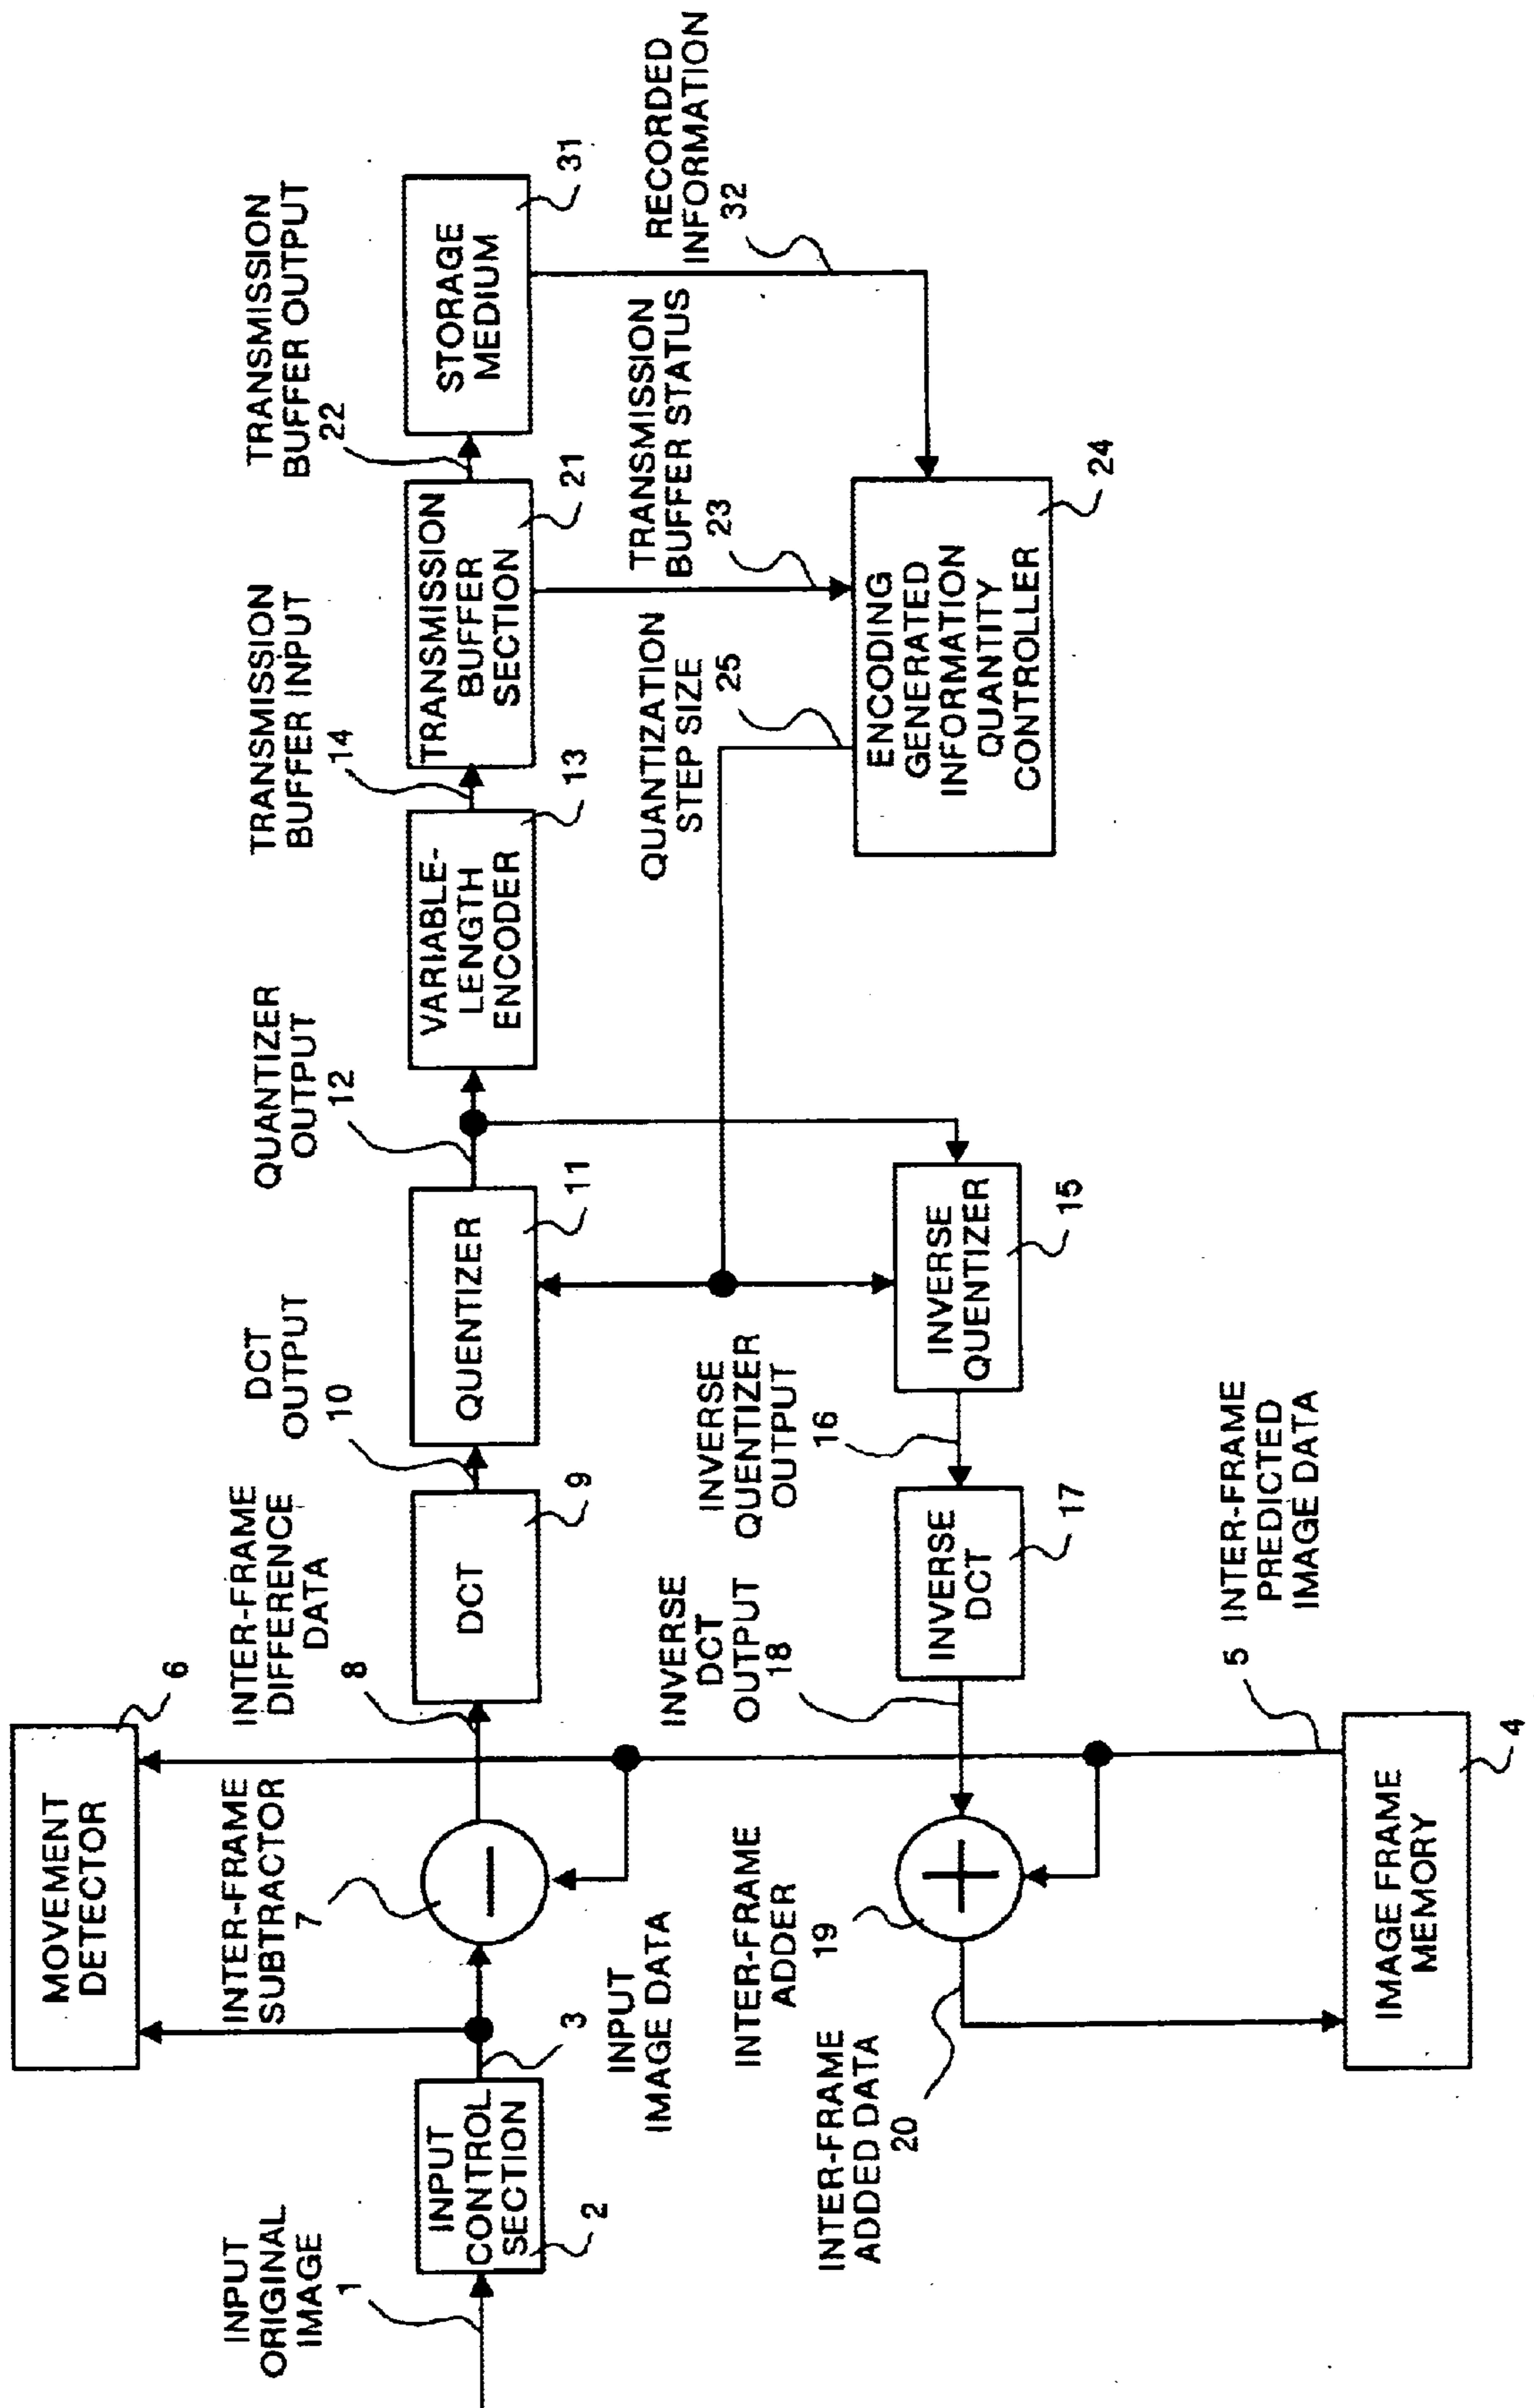 MOVEMENT
DETECTOR
6
INPUT
ORIGINAL
IMAGE
1
INTER-FRAME
SUBTRACTOR
7
INTER-FRAME
DIFFERENCE
DATA
8
DCT
OUTPUT
10
QUANTIZER
OUTPUT
12
TRANSMISSION
BUFFER INPUT
14
TRANSMISSION
BUFFER OUTPUT
22
INPUT
CONTROL
SECTION
2
3
DCT
9
QUENTIZER
11
VARIABLE-
LENGTH
ENCODER
13
TRANSMISSION
BUFFER
SECTION
21
STORAGE
MEDIUM
31
INPUT
IMAGE DATA
INTER-FRAME
ADDER
19
INVERSE
DCT
OUTPUT
18
INVERSE
QUENTIZER
OUTPUT
16
QUANTIZATION
STEP SIZE
25
TRANSMISSION
BUFFER STATUS
23
RECORDED
INFORMATION
32
INTER-FRAME
ADDED DATA
20
INVERSE
DCT
17
INVERSE
QUENTIZER
15
ENCODING
GENERATED
INFORMATION
QUANTITY
CONTROLLER
24
5
INTER-FRAME
PREDICTED
IMAGE DATA
IMAGE FRAME
MEMORY
4